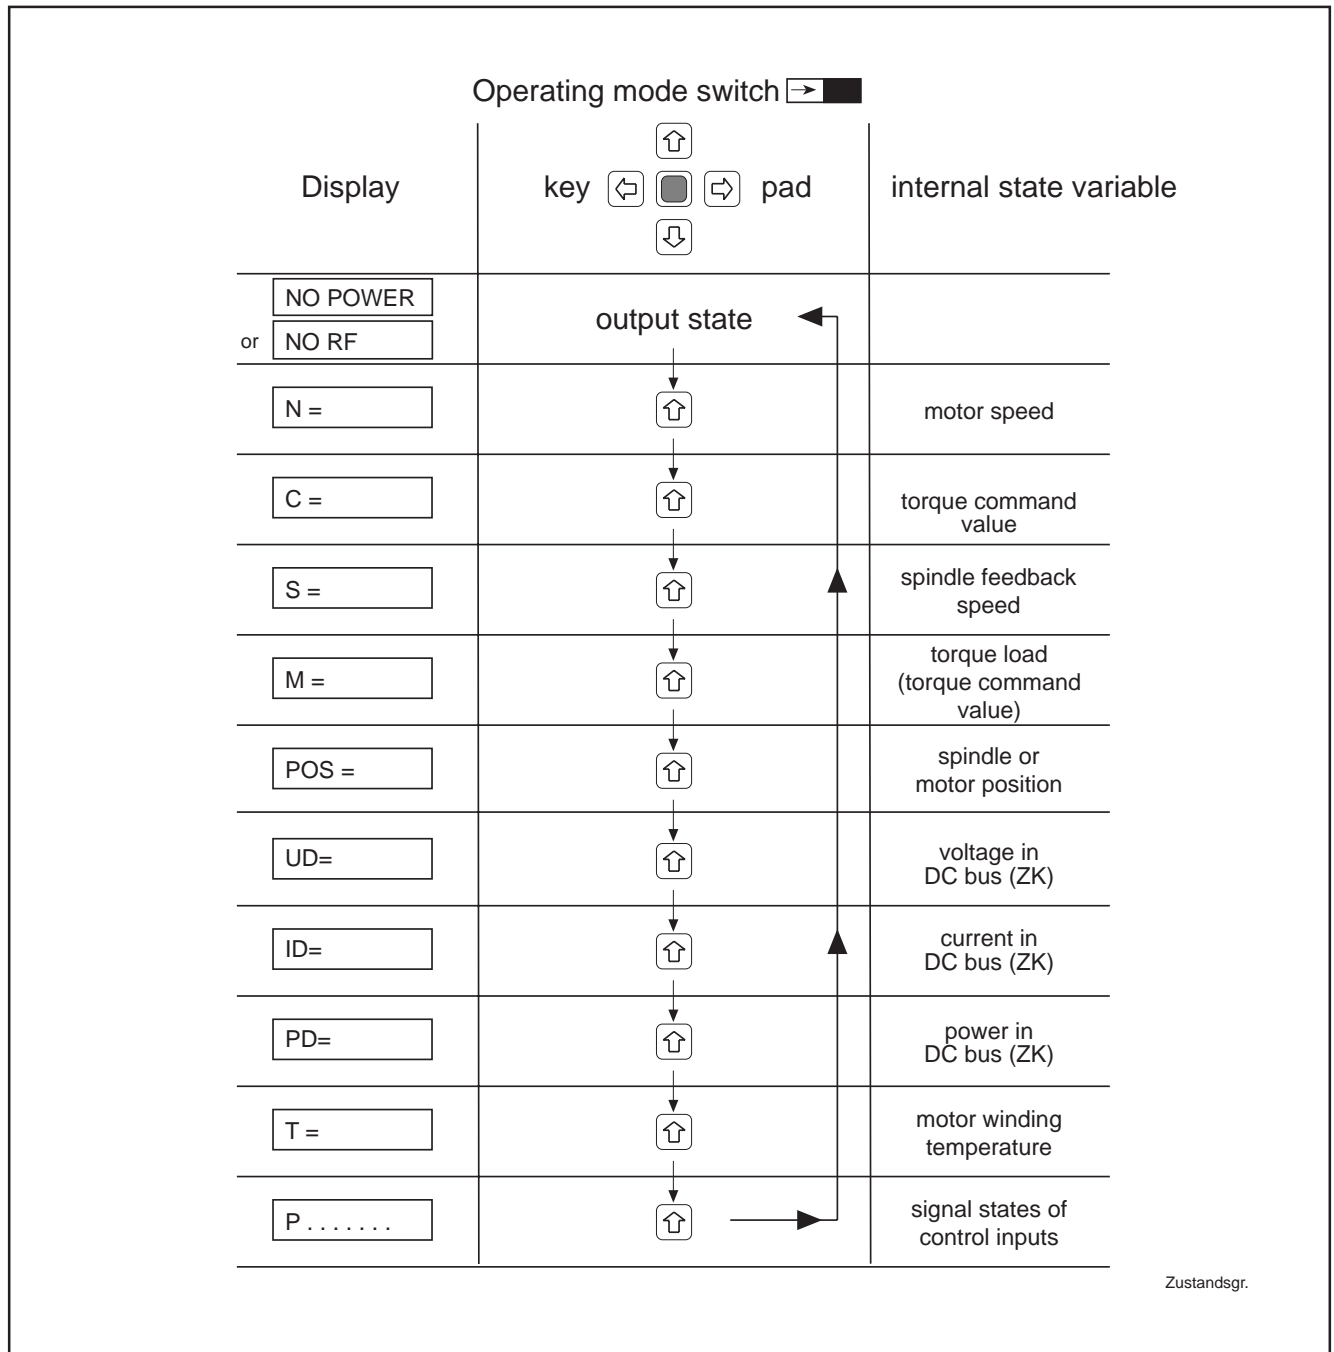 Operating mode switch
Display
key
pad
internal state variable
NO POWER
or
NO RF
output state
N =
motor speed
C =
torque command
value
S =
spindle feedback
speed
M =
torque load
(torque command
value)
POS =
spindle or
motor position
UD=
voltage in
DC bus (ZK)
ID=
current in
DC bus (ZK)
PD=
power in
DC bus (ZK)
T =
motor winding
temperature
P . . . . . . .
signal states of
control inputs
Zustandsgr.